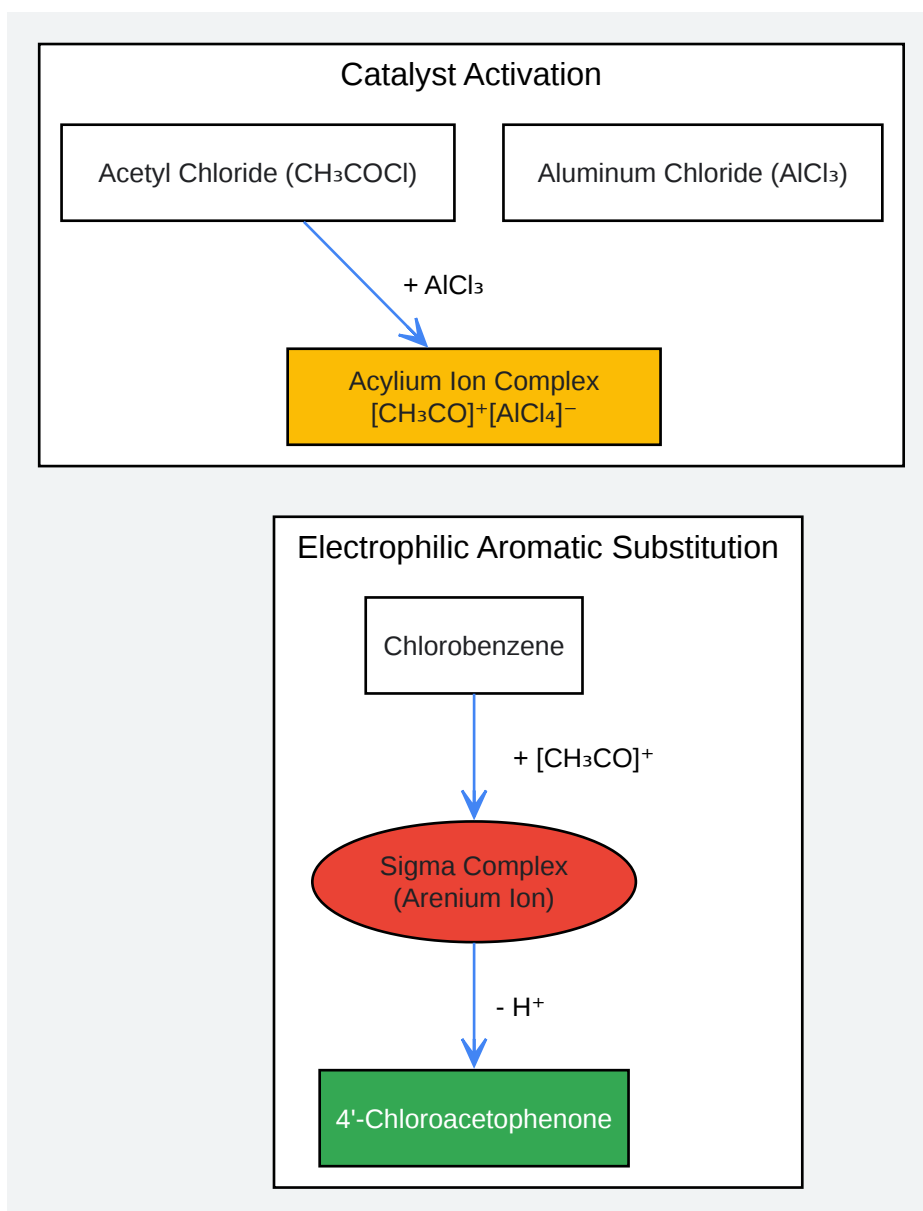 Catalyst Activation
Acetyl Chloride (CH₃COCl)
Aluminum Chloride (AlCl₃)
+ AlCl₃
Acylium Ion Complex
[CH₃CO]⁺[AlCl₄]⁻
Electrophilic Aromatic Substitution
Chlorobenzene
+ [CH₃CO]⁺
Sigma Complex
(Arenium Ion)
- H⁺
4'-Chloroacetophenone